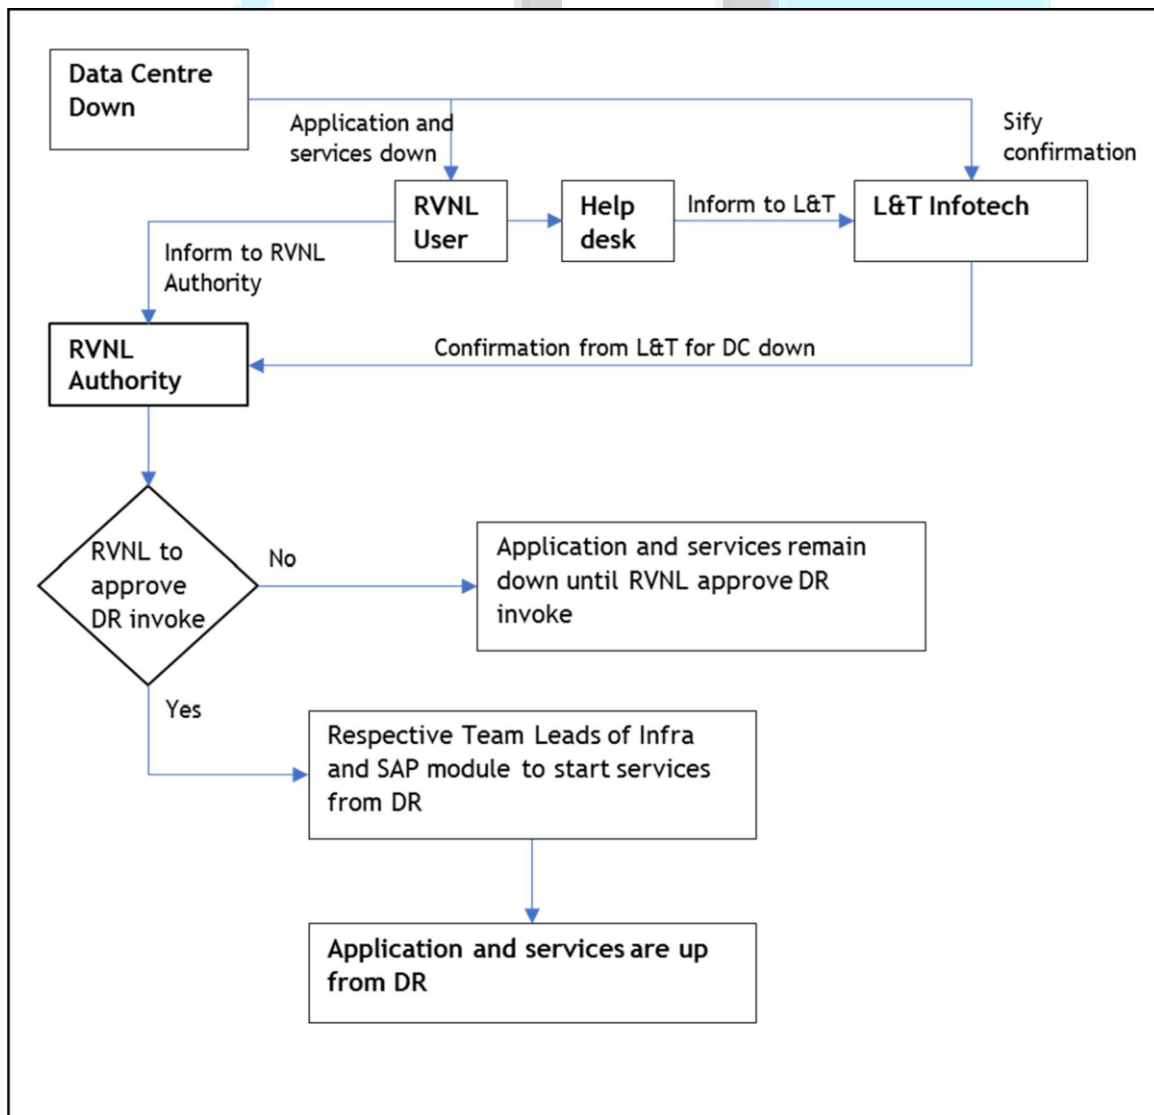 Data Centre
Down
Application and
services down
Sify
confirmation
RVNL
User
Help
desk
Inform to L&T
L&T Infotech
Inform to RVNL
Authority
RVNL
Authority
Confirmation from L&T for DC down
RVNL to
approve
DR invoke
No
Application and services remain
down until RVNL approve DR
invoke
Yes
Respective Team Leads of Infra
and SAP module to start services
from DR
Application and services are up
from DR